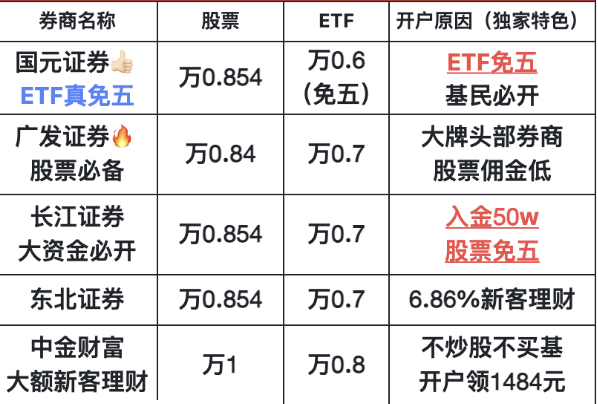 券商名称 股票 ETF 开户原因（独家特色）
国元证券👍🏻
ETF真免五
万0.854
万0.6
（免五）
ETF免五
基民必开
广发证券🔥
股票必备
万0.84
万0.7
大牌头部券商
股票佣金低
长江证券
大资金必开
万0.854
万0.7
入金50w
股票免五
东北证券 万0.854 万0.7 6.86%新客理财
中金财富
大额新客理财
万1
万0.8
不炒股不买基
开户领1484元